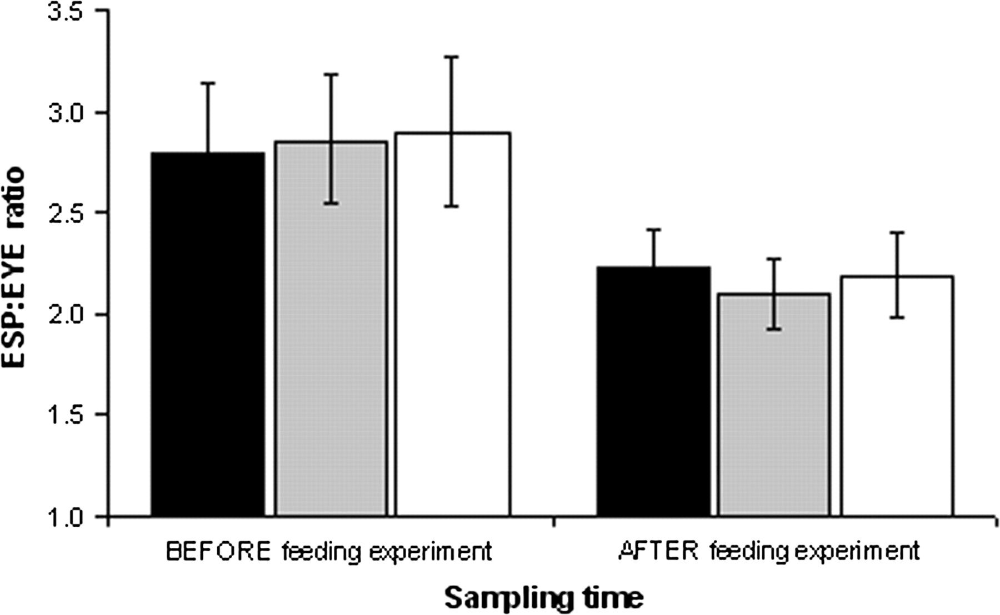 3.5
3.0
2.5
2.0
1.5
1.0
ESP:EYE ratio
BEFORE feeding experiment
AFTER feeding experiment
Sampling time